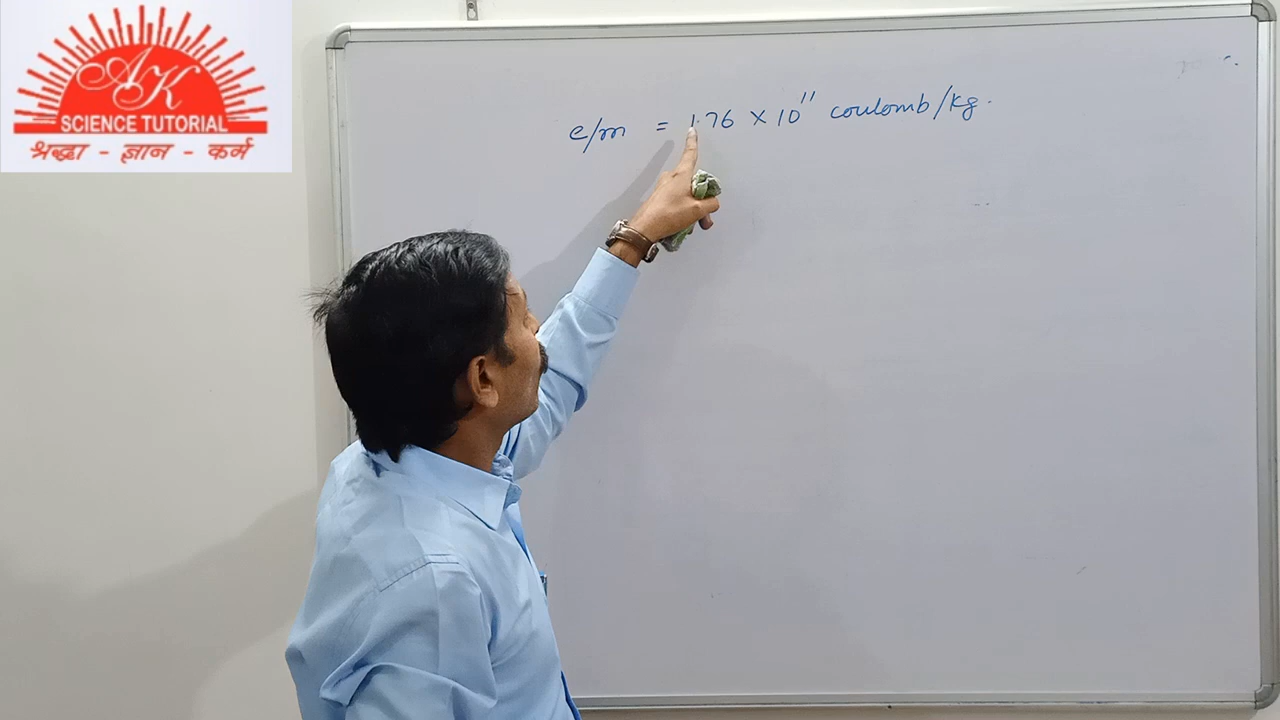 AK
SCIENCE TUTORIAL
श्रद्धा - ज्ञान - कर्म
e/m = 1.76 × 10¹¹ coulomb/kg.